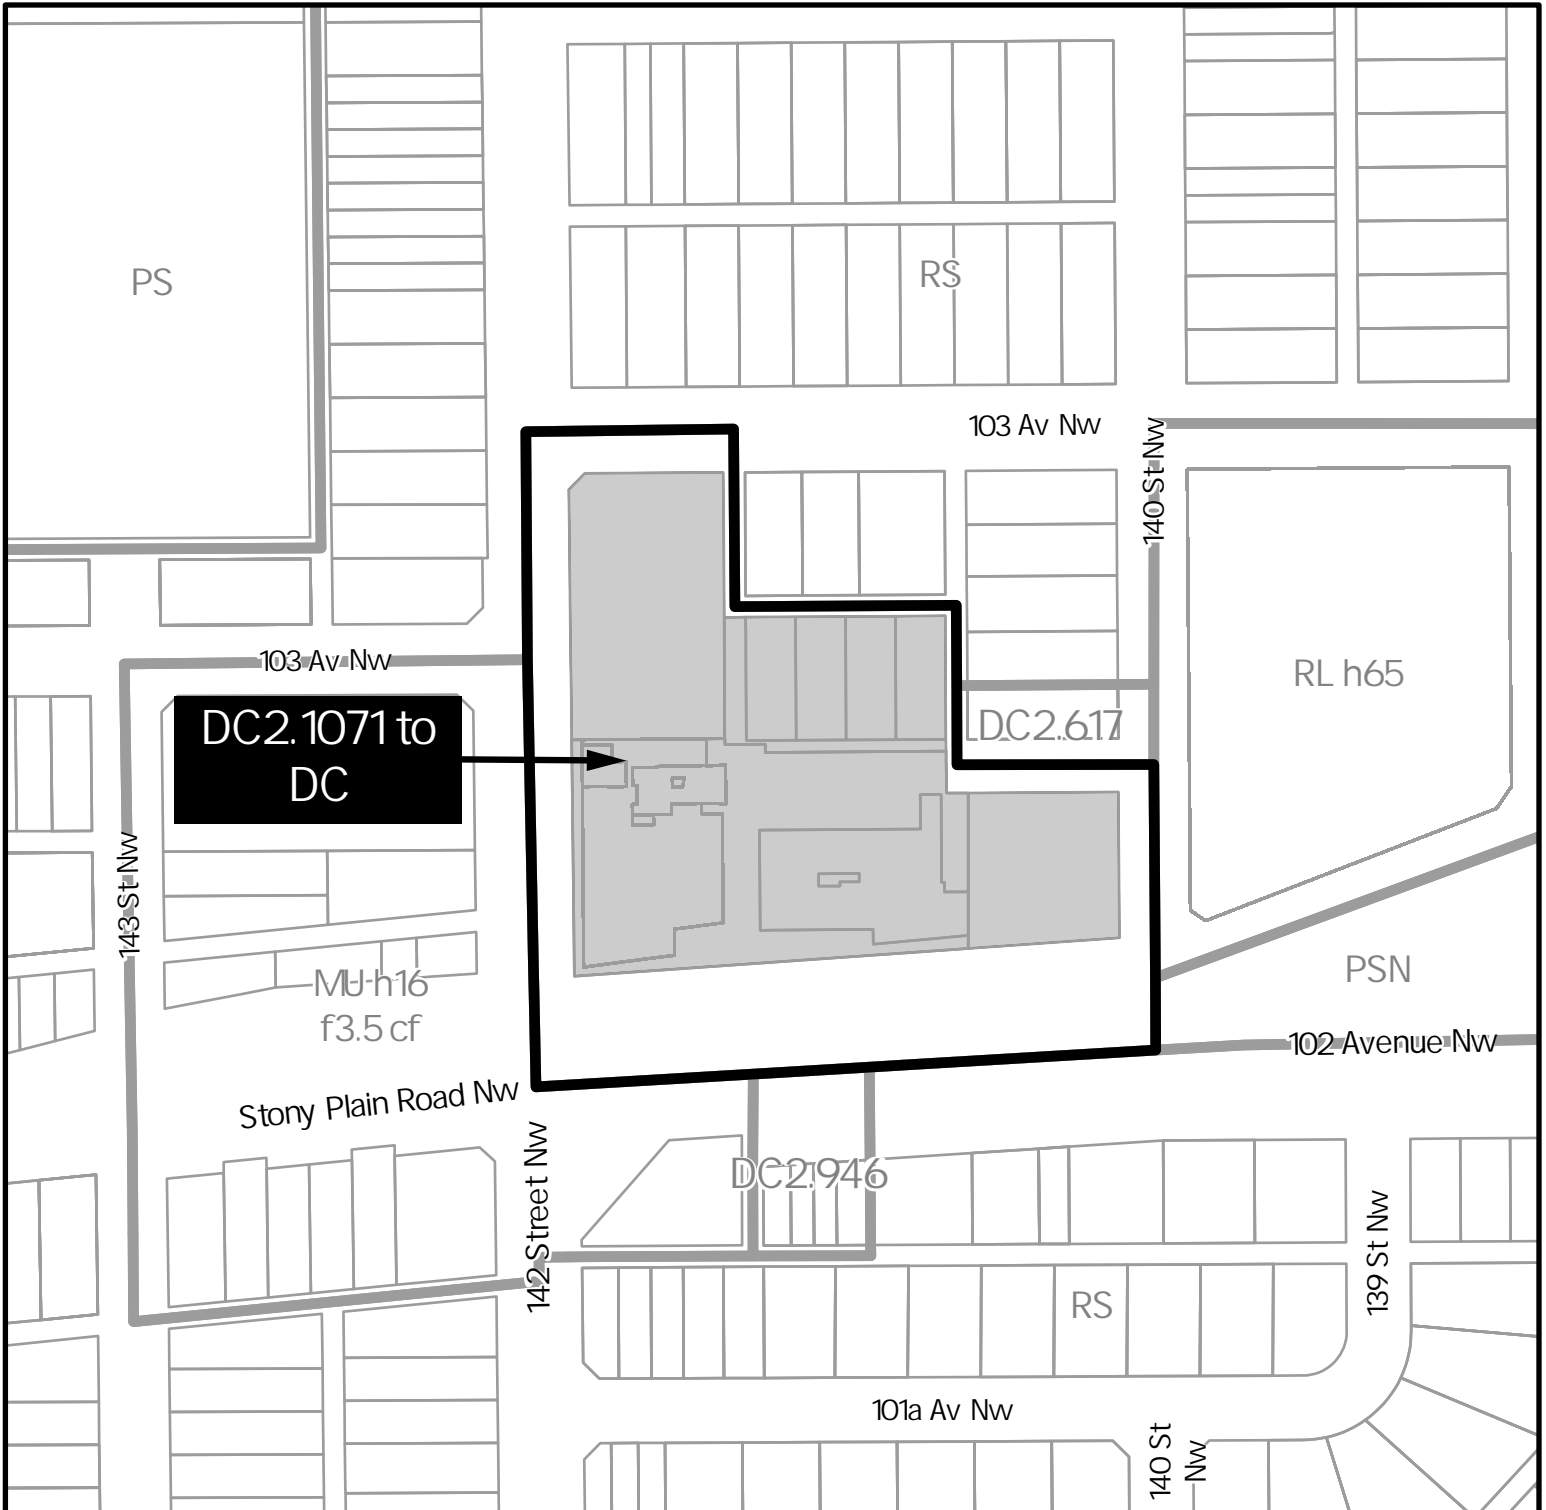 PS
RS
103 Av Nw
140 St Nw
103 Av Nw
RL h65
DC2.1071 to
DC
DC2.617
143 St Nw
MU h16
f3.5 cf
PSN
102 Avenue Nw
Stony Plain Road Nw
142 Street Nw
DC2.946
139 St Nw
RS
101a Av Nw
140 St
Nw